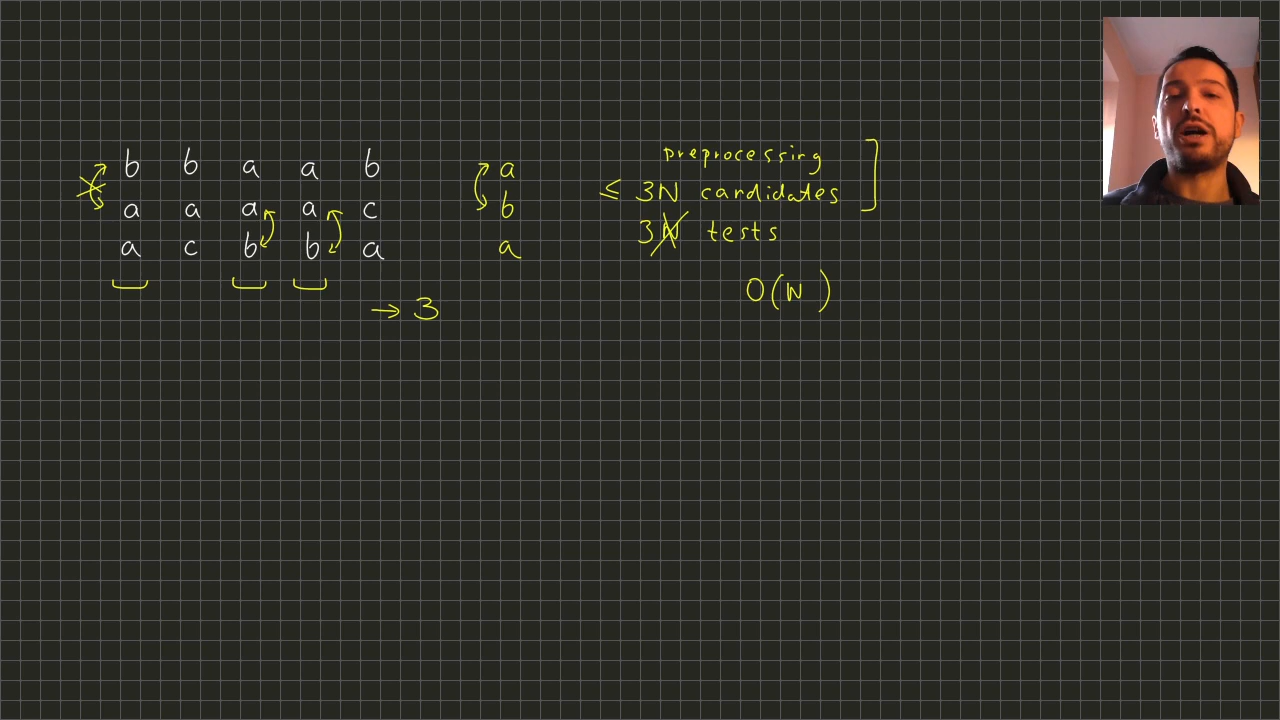 b b a a b
a a a a c
a c b b a
→ 3
a
b
a
preprocessing
≤ 3N candidates
3N tests
O(N)